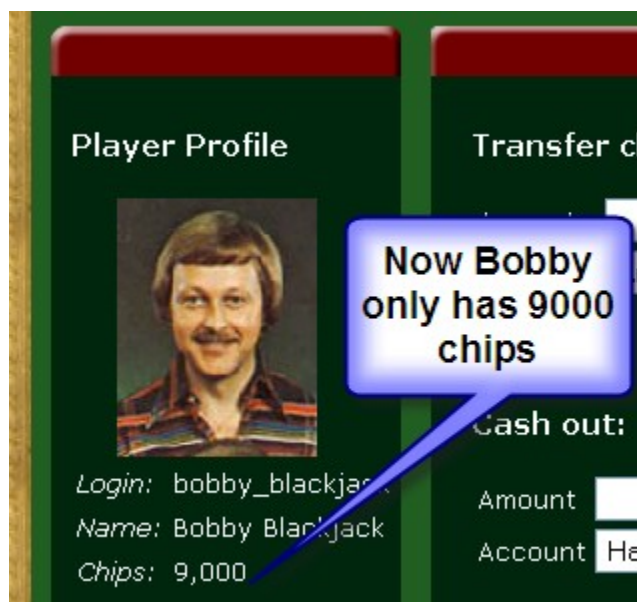 Player Profile
Login: bobby_blackjack
Name: Bobby Blackjack
Chips: 9,000
Transfer c
Now Bobby
only has 9000
chips
Cash out:
Amount
Account Ha